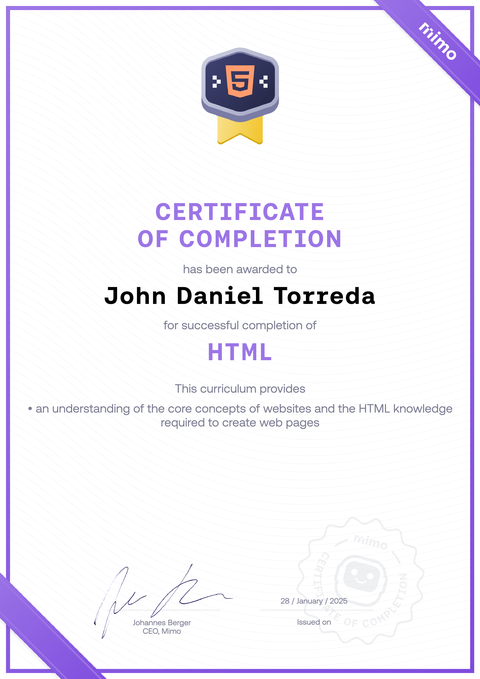 mimo
CERTIFICATE
OF COMPLETION
has been awarded to
John Daniel Torreda
for successful completion of
HTML
This curriculum provides
• an understanding of the core concepts of websites and the HTML knowledge
required to create web pages
mimo
CERTIFICATE OF COMPLETION
28 / January / 2025
Johannes Berger
CEO, Mimo
Issued on